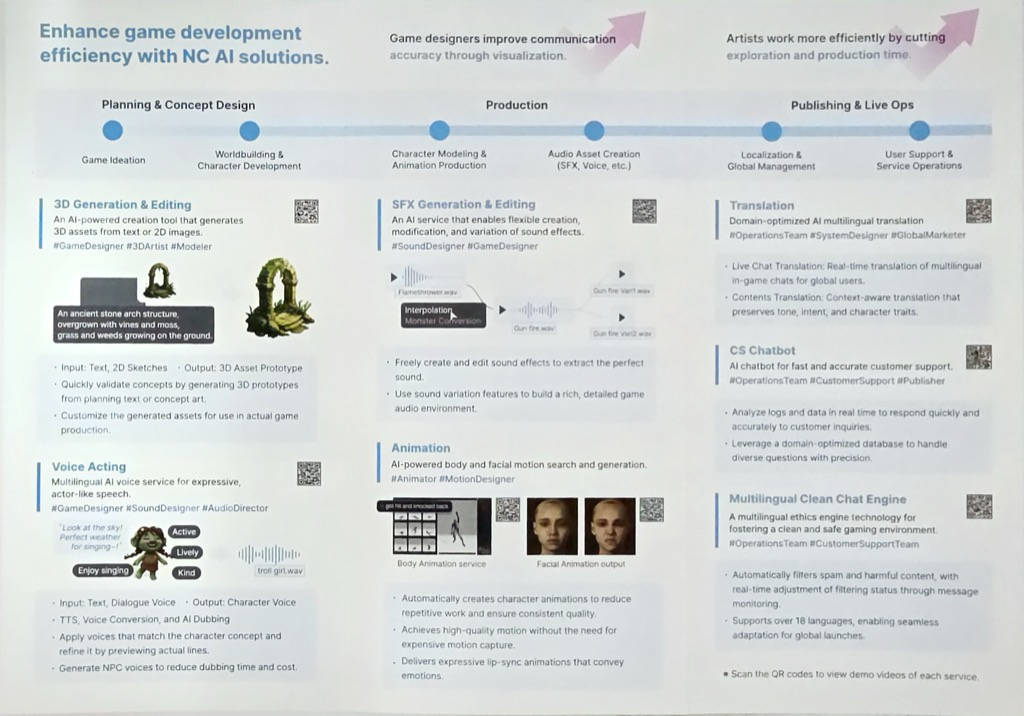 Enhance game development
efficiency with NC AI solutions.
Game designers improve communication
accuracy through visualization.
Artists work more efficiently by cutting
exploration and production time.
Planning & Concept Design
Production
Publishing & Live Ops
Game Ideation
Worldbuilding &
Character Development
Character Modeling &
Animation Production
Audio Asset Creation
(SFX, Voice, etc.)
Localization &
Global Management
User Support &
Service Operations
3D Generation & Editing
An AI-powered creation tool that generates
3D assets from text or 2D images.
#GameDesigner #3DArtist #Modeler
An ancient stone arch structure,
overgrown with vines and moss,
grass and weeds growing on the ground.
· Input: Text, 2D Sketches · Output: 3D Asset Prototype
· Quickly validate concepts by generating 3D prototypes
from planning text or concept art.
· Customize the generated assets for use in actual game
production.
Voice Acting
Multilingual AI voice service for expressive,
actor-like speech.
#GameDesigner #SoundDesigner #AudioDirector
"Look at the sky!
Perfect weather
for singing~!"
Enjoy singing
Active
Lively
Kind
troll girl.wav
· Input: Text, Dialogue Voice · Output: Character Voice
· TTS, Voice Conversion, and AI Dubbing
· Apply voices that match the character concept and
refine it by previewing actual lines.
· Generate NPC voices to reduce dubbing time and cost.
SFX Generation & Editing
An AI service that enables flexible creation,
modification, and variation of sound effects.
#SoundDesigner #GameDesigner
Flamethrower.wav
Interpolation
Monster Conversion
Gun fire.wav
Gun fire Vari1.wav
Gun fire Vari2.wav
· Freely create and edit sound effects to extract the perfect
sound.
· Use sound variation features to build a rich, detailed game
audio environment.
Animation
AI-powered body and facial motion search and generation.
#Animator #MotionDesigner
get hit and knocked back
Body Animation service
Facial Animation output
· Automatically creates character animations to reduce
repetitive work and ensure consistent quality.
· Achieves high-quality motion without the need for
expensive motion capture.
· Delivers expressive lip-sync animations that convey
emotions.
Translation
Domain-optimized AI multilingual translation
#OperationsTeam #SystemDesigner #GlobalMarketer
· Live Chat Translation: Real-time translation of multilingual
in-game chats for global users.
· Contents Translation: Context-aware translation that
preserves tone, intent, and character traits.
CS Chatbot
AI chatbot for fast and accurate customer support.
#OperationsTeam #CustomerSupport #Publisher
· Analyze logs and data in real time to respond quickly and
accurately to customer inquiries.
· Leverage a domain-optimized database to handle
diverse questions with precision.
Multilingual Clean Chat Engine
A multilingual ethics engine technology for
fostering a clean and safe gaming environment.
#OperationsTeam #CustomerSupportTeam
· Automatically filters spam and harmful content, with
real-time adjustment of filtering status through message
monitoring.
· Supports over 18 languages, enabling seamless
adaptation for global launches.
■ Scan the QR codes to view demo videos of each service.